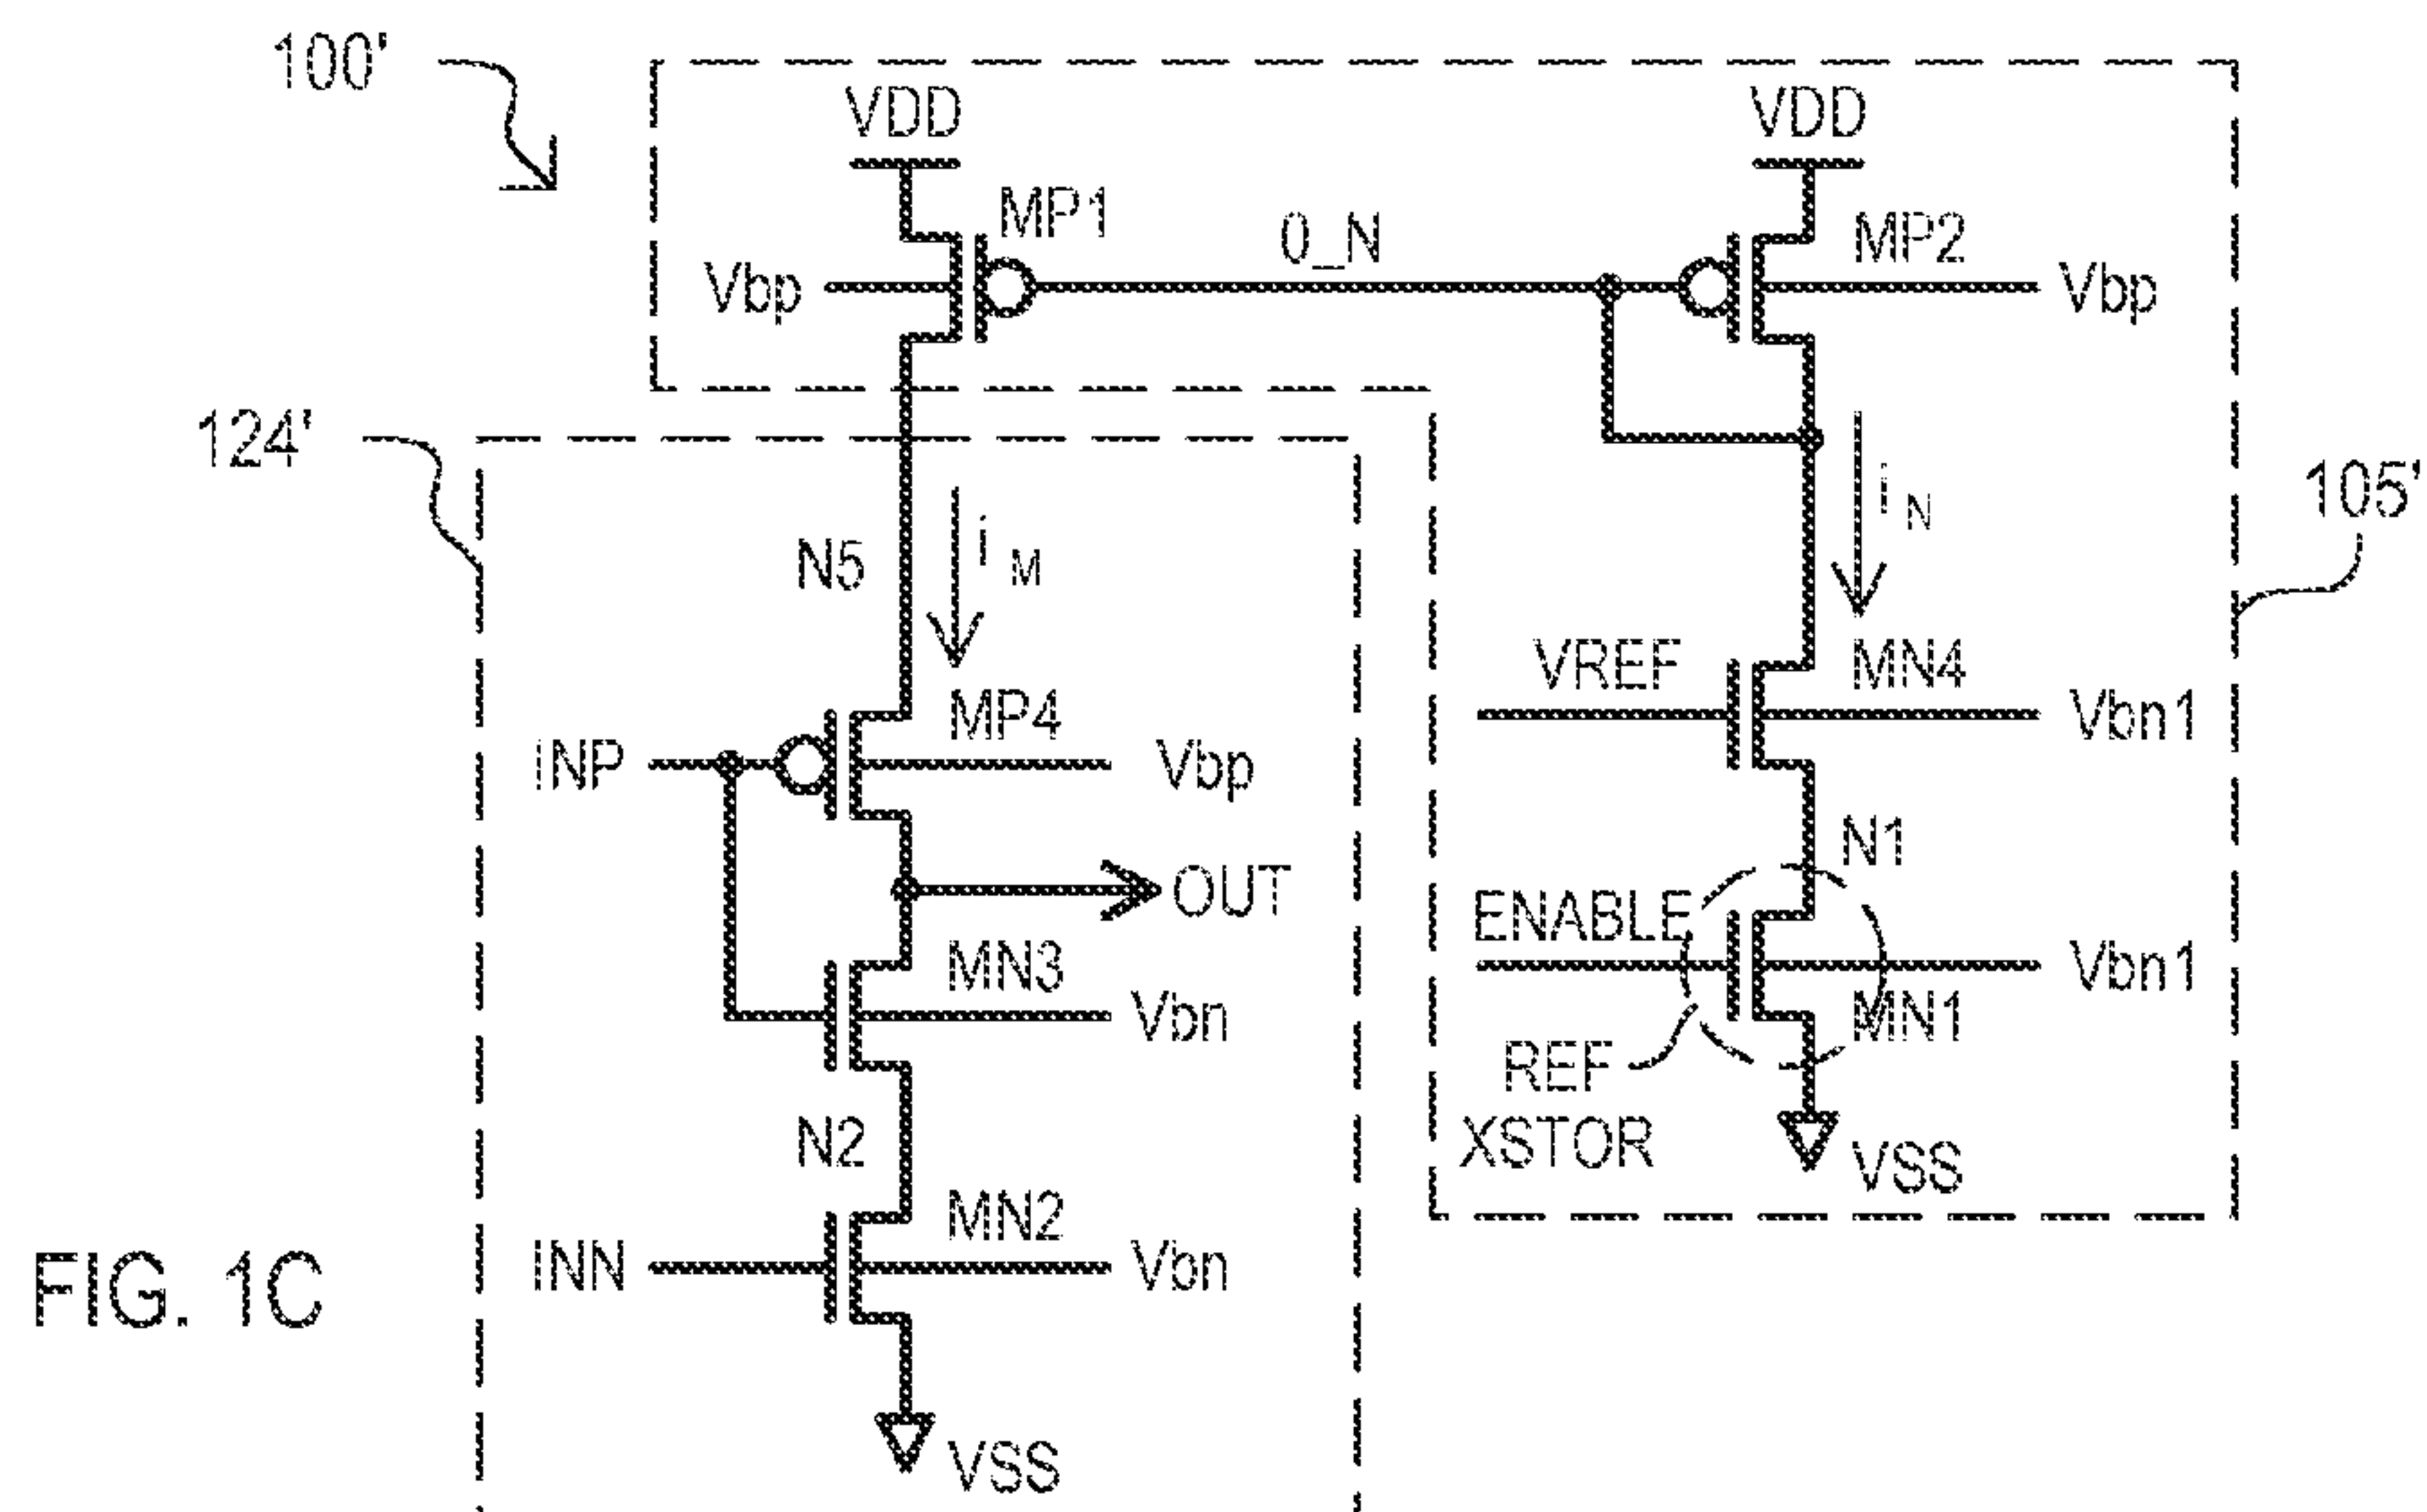 100'
VDD
VDD
MP1
0_N
MP2
Vbp
Vbp
124'
105'
N5
i M
i N
VREF
MN4
Vbn1
MP4
INP
Vbp
N1
OUT
ENABLE
MN3
Vbn1
Vbn
MN1
REF
XSTOR
N2
VSS
MN2
INN
Vbn
FIG. 1C
VSS